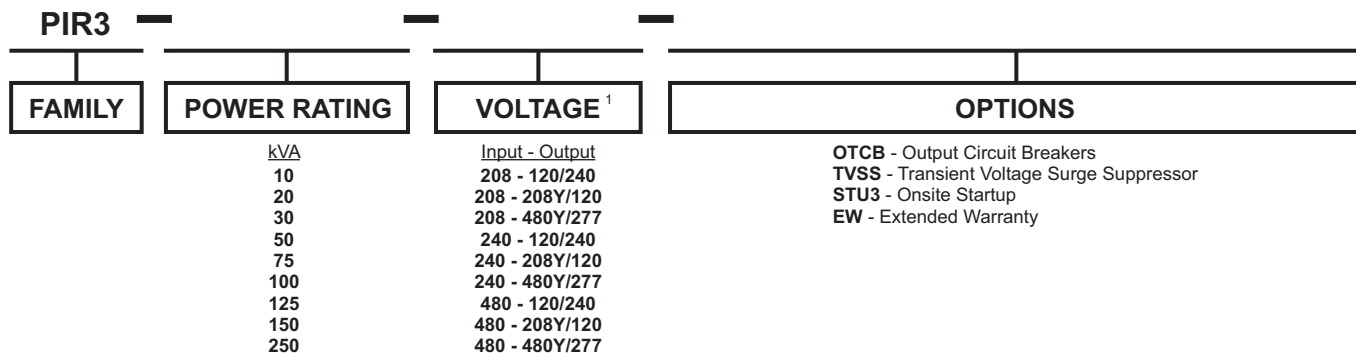 PIR3 — — —
FAMILY POWER RATING VOLTAGE 1 OPTIONS
kVA Input - Output OTCB - Output Circuit Breakers
10 208 - 120/240 TVSS - Transient Voltage Surge Suppressor
20 208 - 208Y/120 STU3 - Onsite Startup
30 208 - 480Y/277 EW - Extended Warranty
50 240 - 120/240
75 240 - 208Y/120
100 240 - 480Y/277
125 480 - 120/240
150 480 - 208Y/120
250 480 - 480Y/277